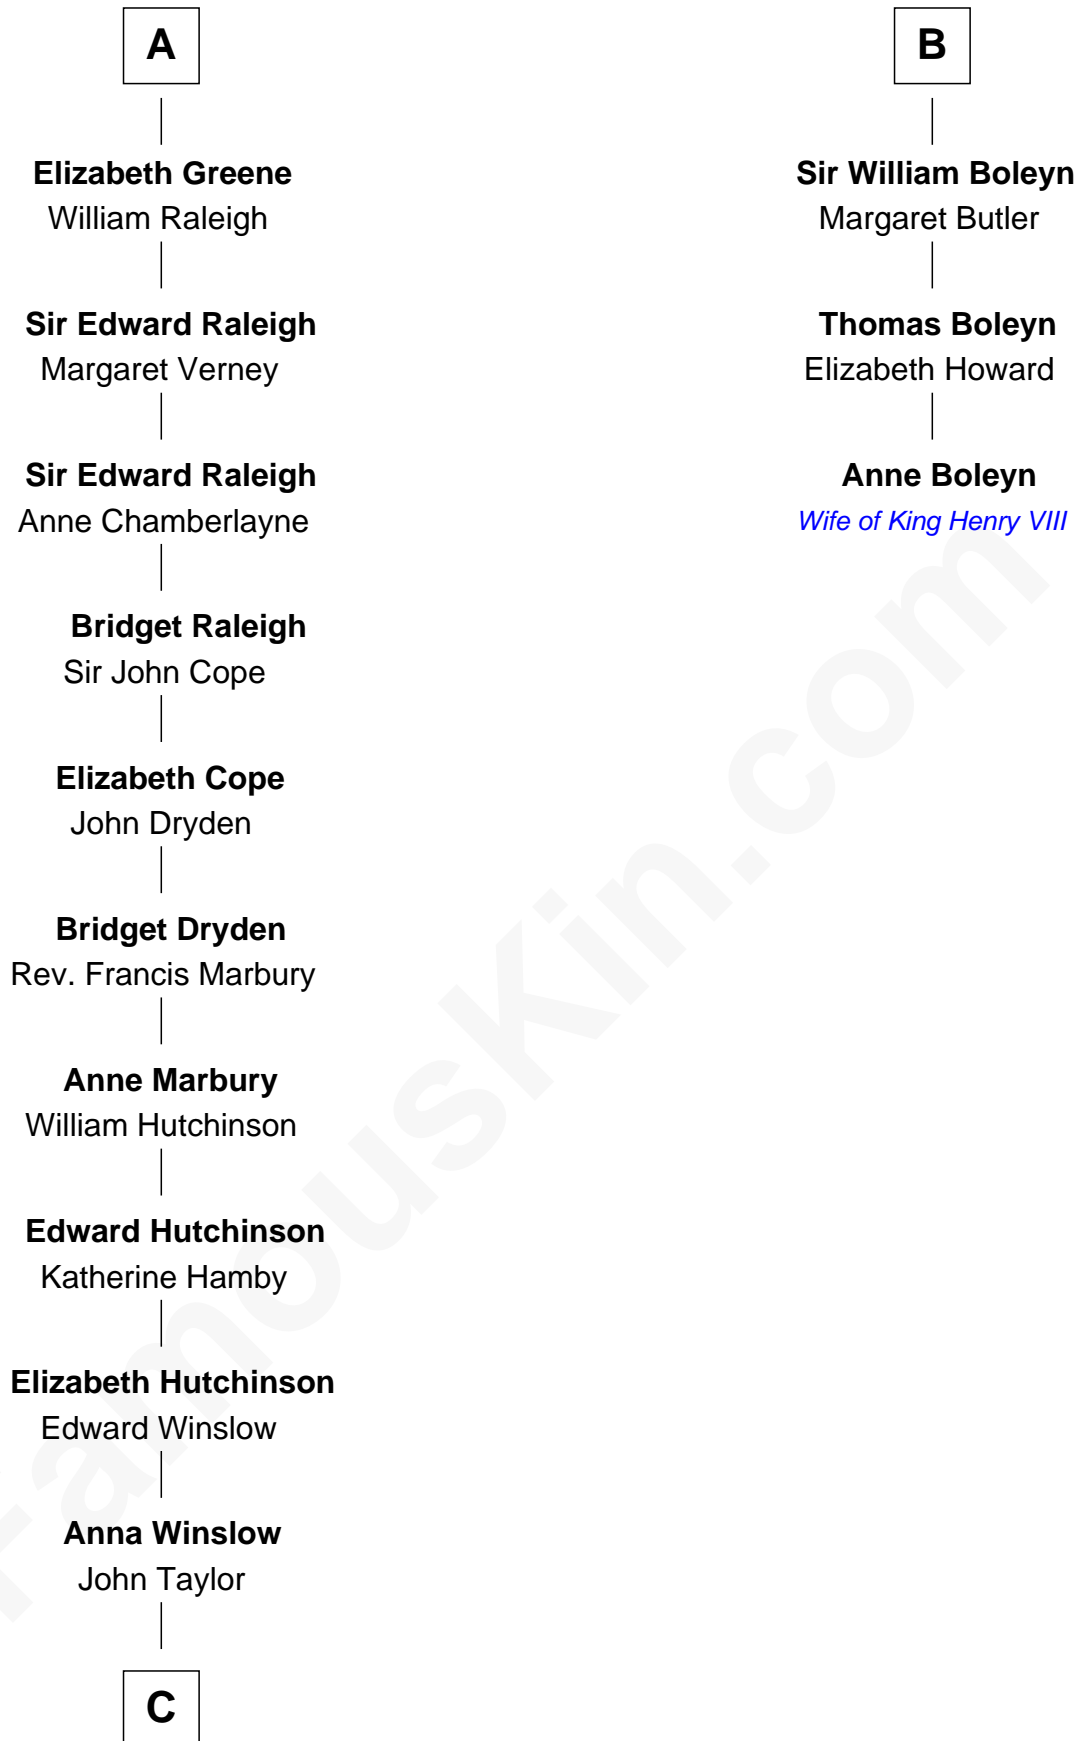 A
Elizabeth Greene
William Raleigh
Sir Edward Raleigh
Margaret Verney
Sir Edward Raleigh
Anne Chamberlayne
Bridget Raleigh
Sir John Cope
Elizabeth Cope
John Dryden
Bridget Dryden
Rev. Francis Marbury
Anne Marbury
William Hutchinson
Edward Hutchinson
Katherine Hamby
Elizabeth Hutchinson
Edward Winslow
Anna Winslow
John Taylor
C
B
Sir William Boleyn
Margaret Butler
Thomas Boleyn
Elizabeth Howard
Anne Boleyn
Wife of King Henry VIII
FamousKin.com